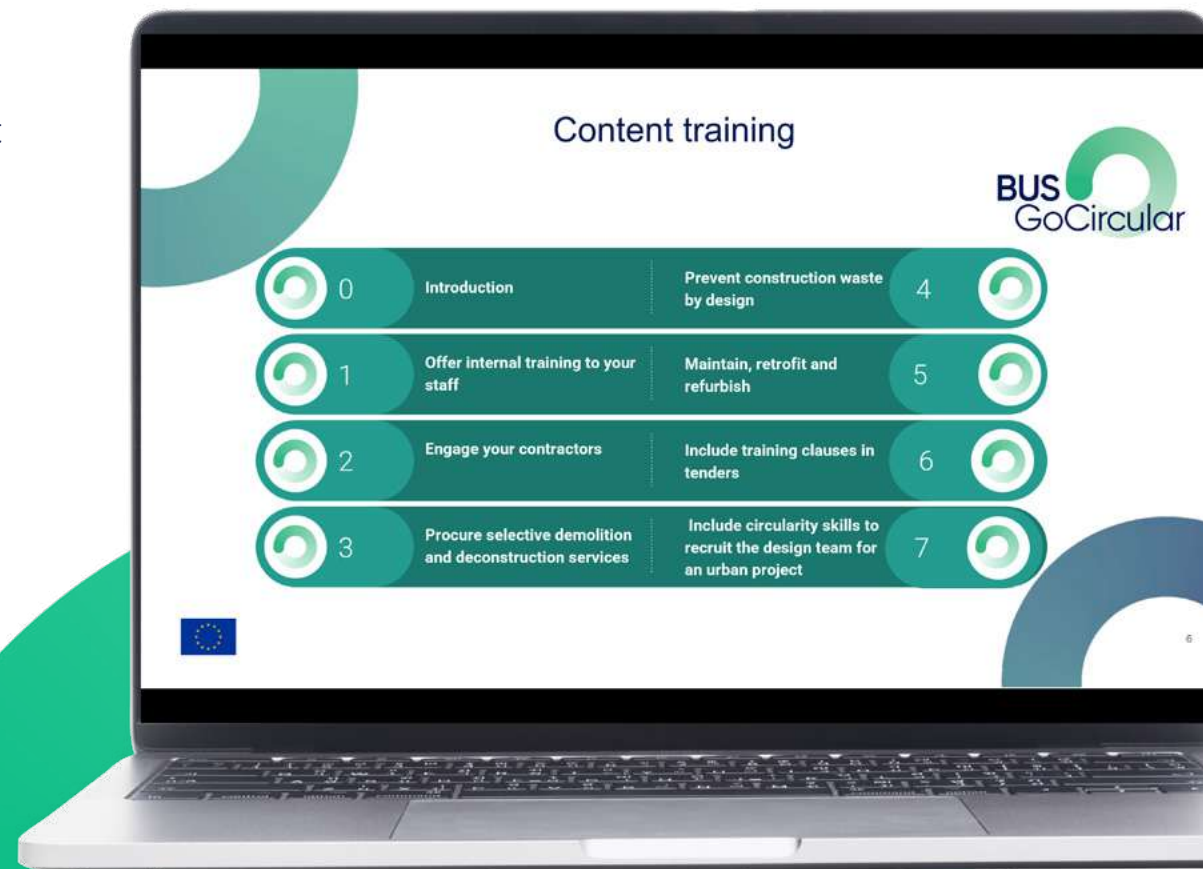 Content training
BUS
GoCircular
0
Introduction
1
Offer internal training to your
staff
2
Engage your contractors
3
Procure selective demolition
and deconstruction services
Prevent construction waste
by design
4
Maintain, retrofit and
refurbish
5
Include training clauses in
tenders
6
Include circularity skills to
recruit the design team for
an urban project
7
6